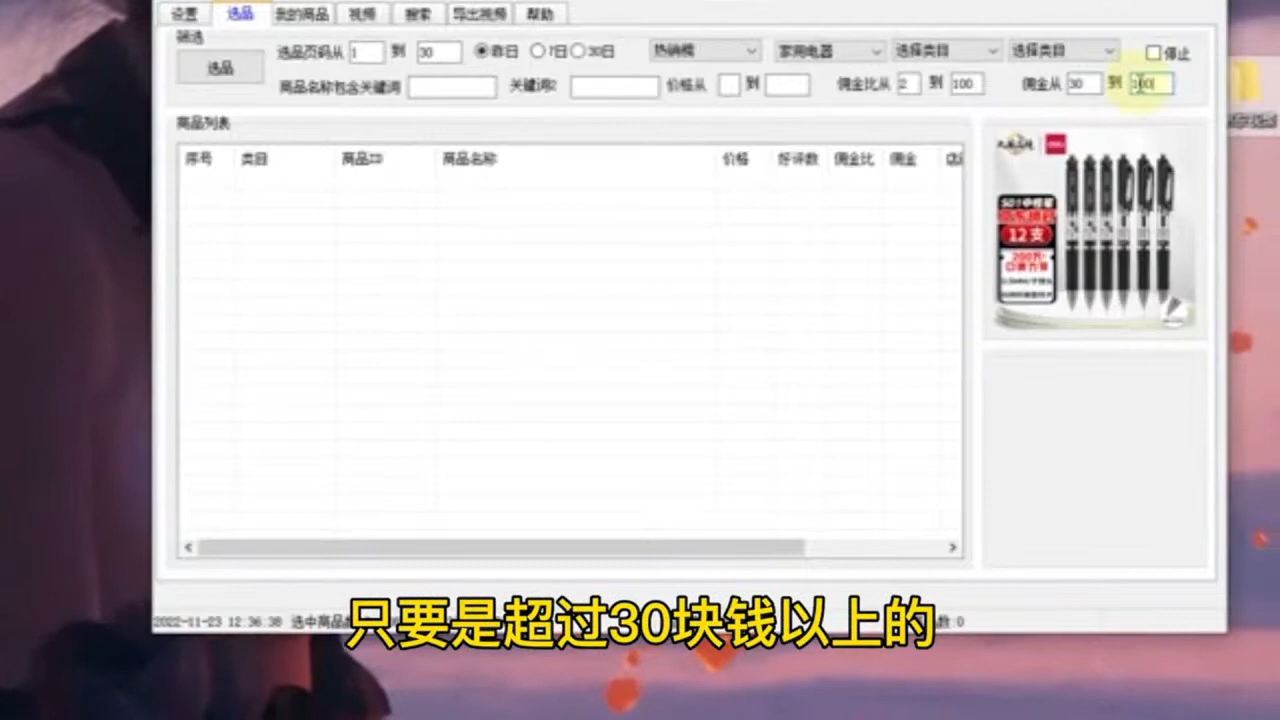 设置 选品 我的商品 视频 搜索 导出视频 帮助
筛选
选品 选品页码从 1 到 30 昨日 7日 30日 热销榜 家用电器 选择类目 选择类目 停止
商品名称包含关键词 关键词2 价格从 到 佣金比从 2 到 100 佣金从 30 到
商品列表
序号 类目 商品ID 商品名称 价格 好评数 佣金比 佣金
12支
2022-11-23 12:36:38 选中商品 数:0
只要是超过30块钱以上的